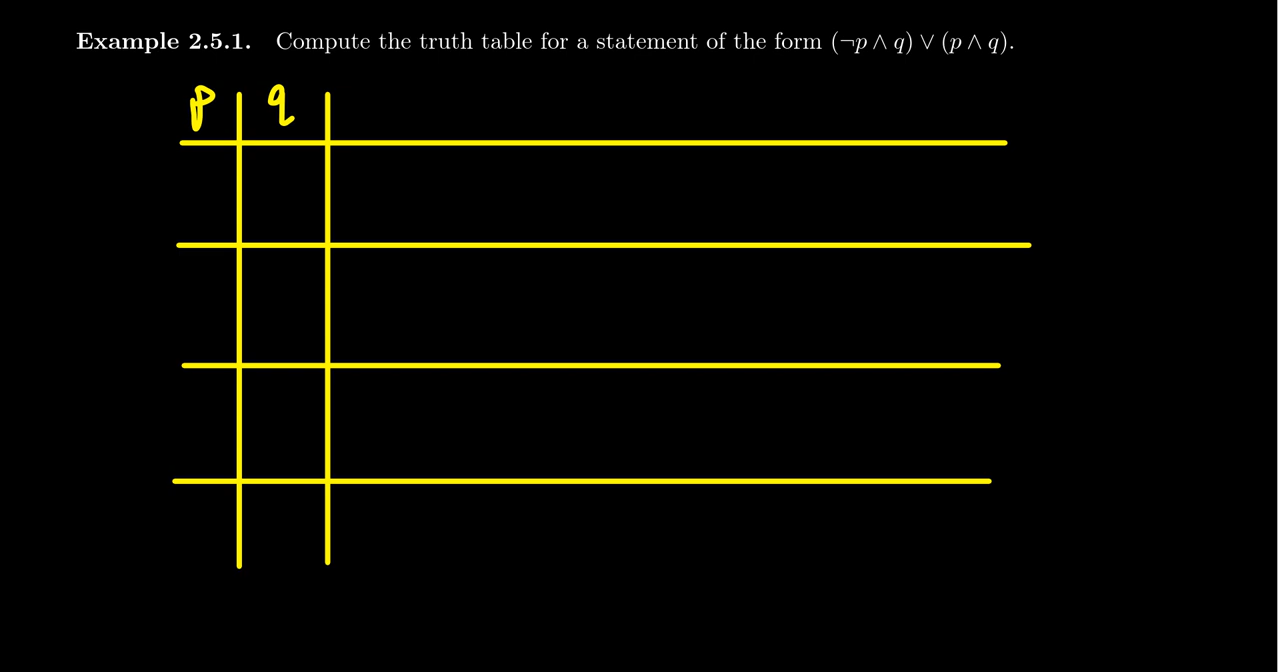 Example 2.5.1. Compute the truth table for a statement of the form (¬p ∧ q) ∨ (p ∧ q).
p q